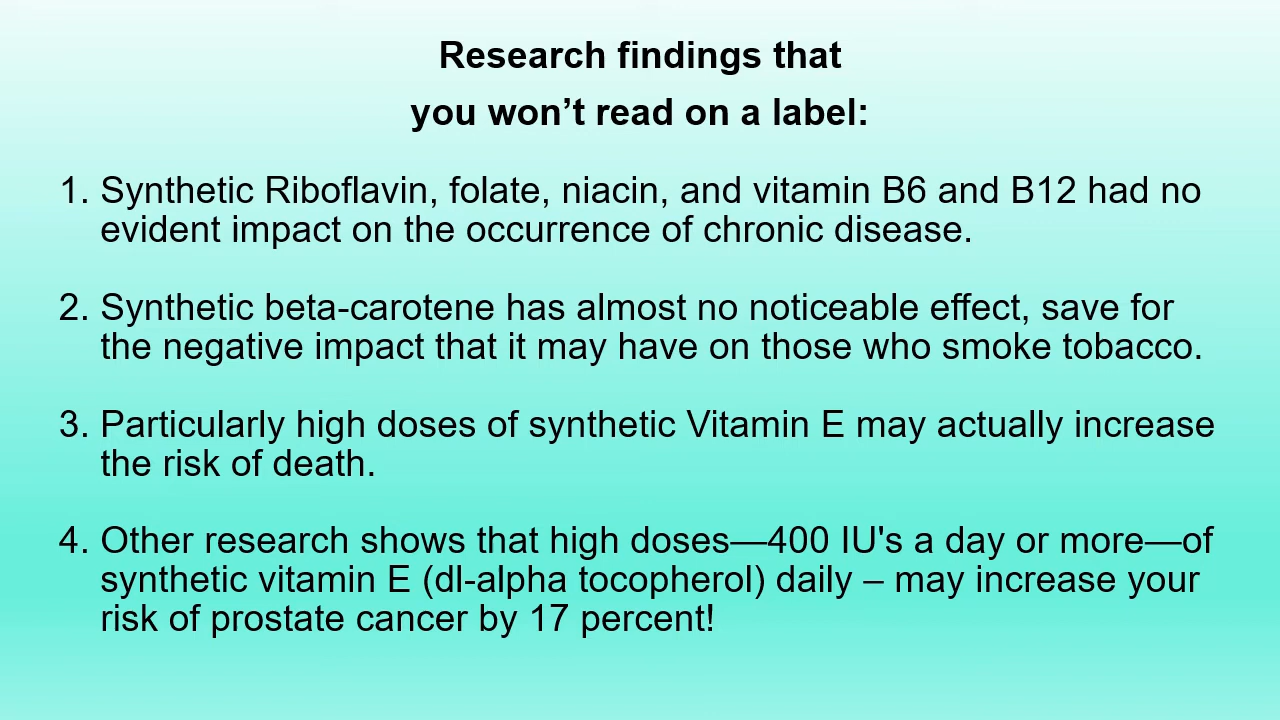 Research findings that
you won’t read on a label:
1. Synthetic Riboflavin, folate, niacin, and vitamin B6 and B12 had no
evident impact on the occurrence of chronic disease.
2. Synthetic beta-carotene has almost no noticeable effect, save for
the negative impact that it may have on those who smoke tobacco.
3. Particularly high doses of synthetic Vitamin E may actually increase
the risk of death.
4. Other research shows that high doses—400 IU's a day or more—of
synthetic vitamin E (dl-alpha tocopherol) daily – may increase your
risk of prostate cancer by 17 percent!